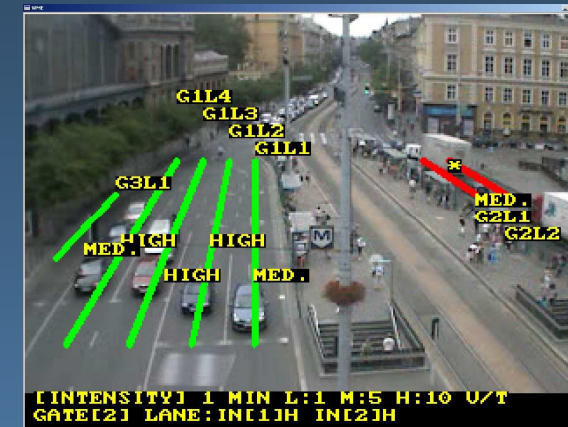 G1L4
G1L3
G1L2
G1L1
G3L1
MED.
G2L1
G2L2
MED. HIGH HIGH
HIGH MED.
M
[INTENSITY] 1 MIN L:1 M:5 H:10 V/T
GATE[2] LANE:IN[1]H IN[2]H